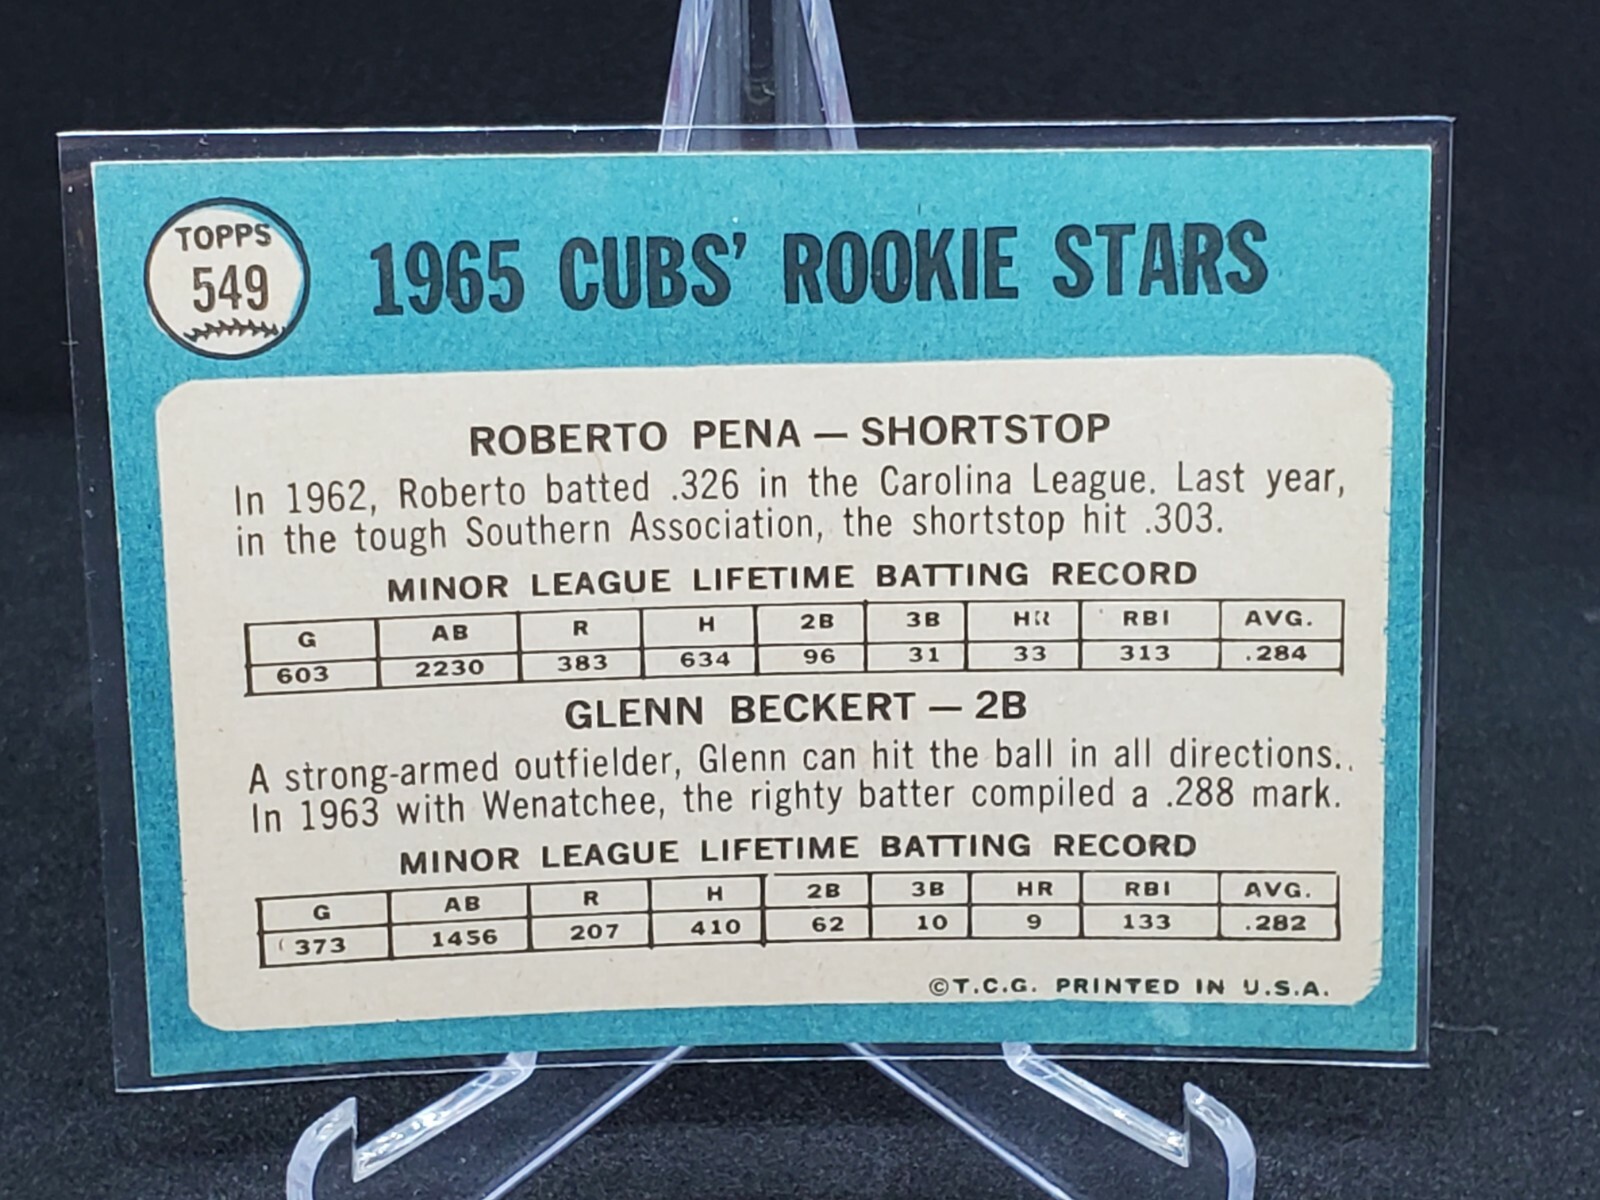 TOPPS
549
1965 CUBS' ROOKIE STARS
ROBERTO PENA — SHORTSTOP
In 1962, Roberto batted .326 in the Carolina League. Last year,
in the tough Southern Association, the shortstop hit .303.
MINOR LEAGUE LIFETIME BATTING RECORD
G AB R H 2B 3B HR RBI AVG.
603 2230 383 634 96 31 33 313 .284
GLENN BECKERT — 2B
A strong-armed outfielder, Glenn can hit the ball in all directions..
In 1963 with Wenatchee, the righty batter compiled a .288 mark.
MINOR LEAGUE LIFETIME BATTING RECORD
G AB R H 2B 3B HR RBI AVG.
373 1456 207 410 62 10 9 133 .282
©T.C.G. PRINTED IN U.S.A.